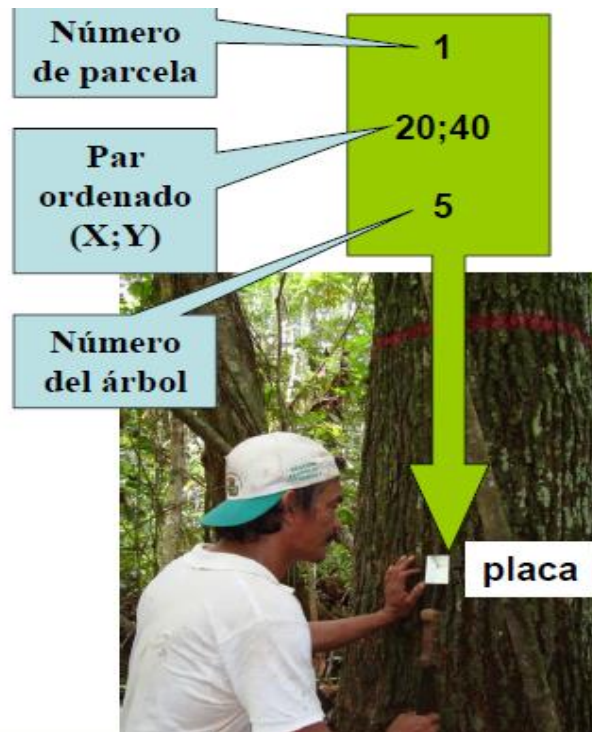 Número
de parcela
1
Par
ordenado
(X;Y)
20;40
Número
del árbol
5
placa